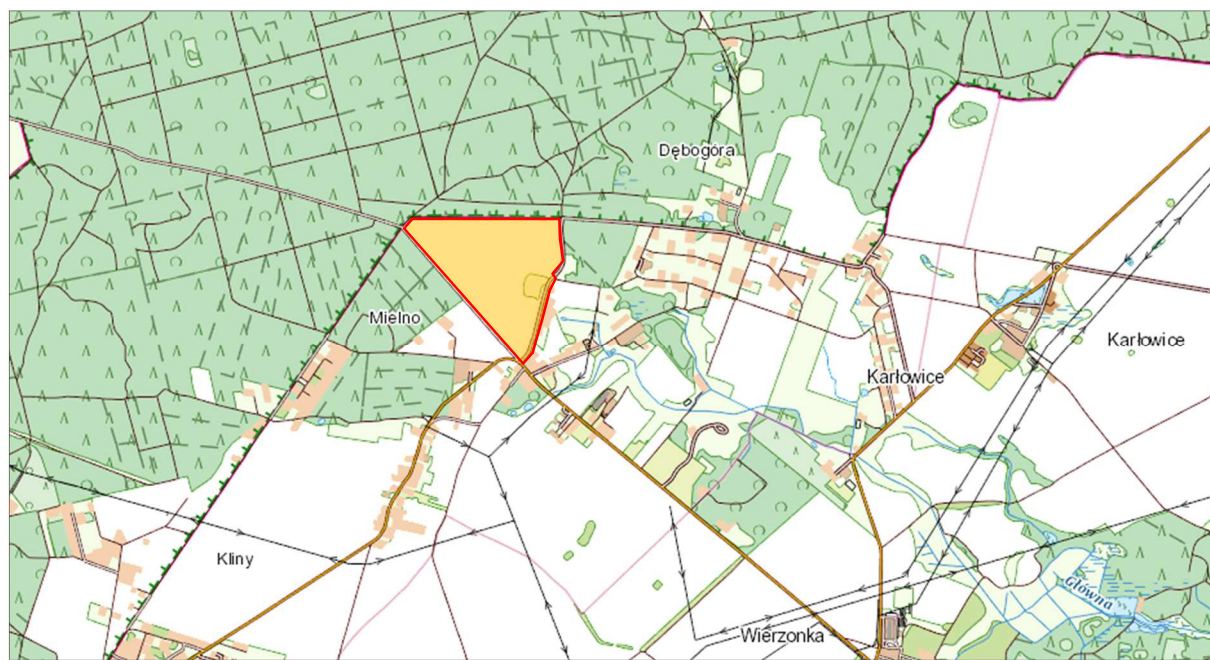 Dębogóra
Mielno
Karłowice
Karłowice
Kliny
Główna
Wierzonka